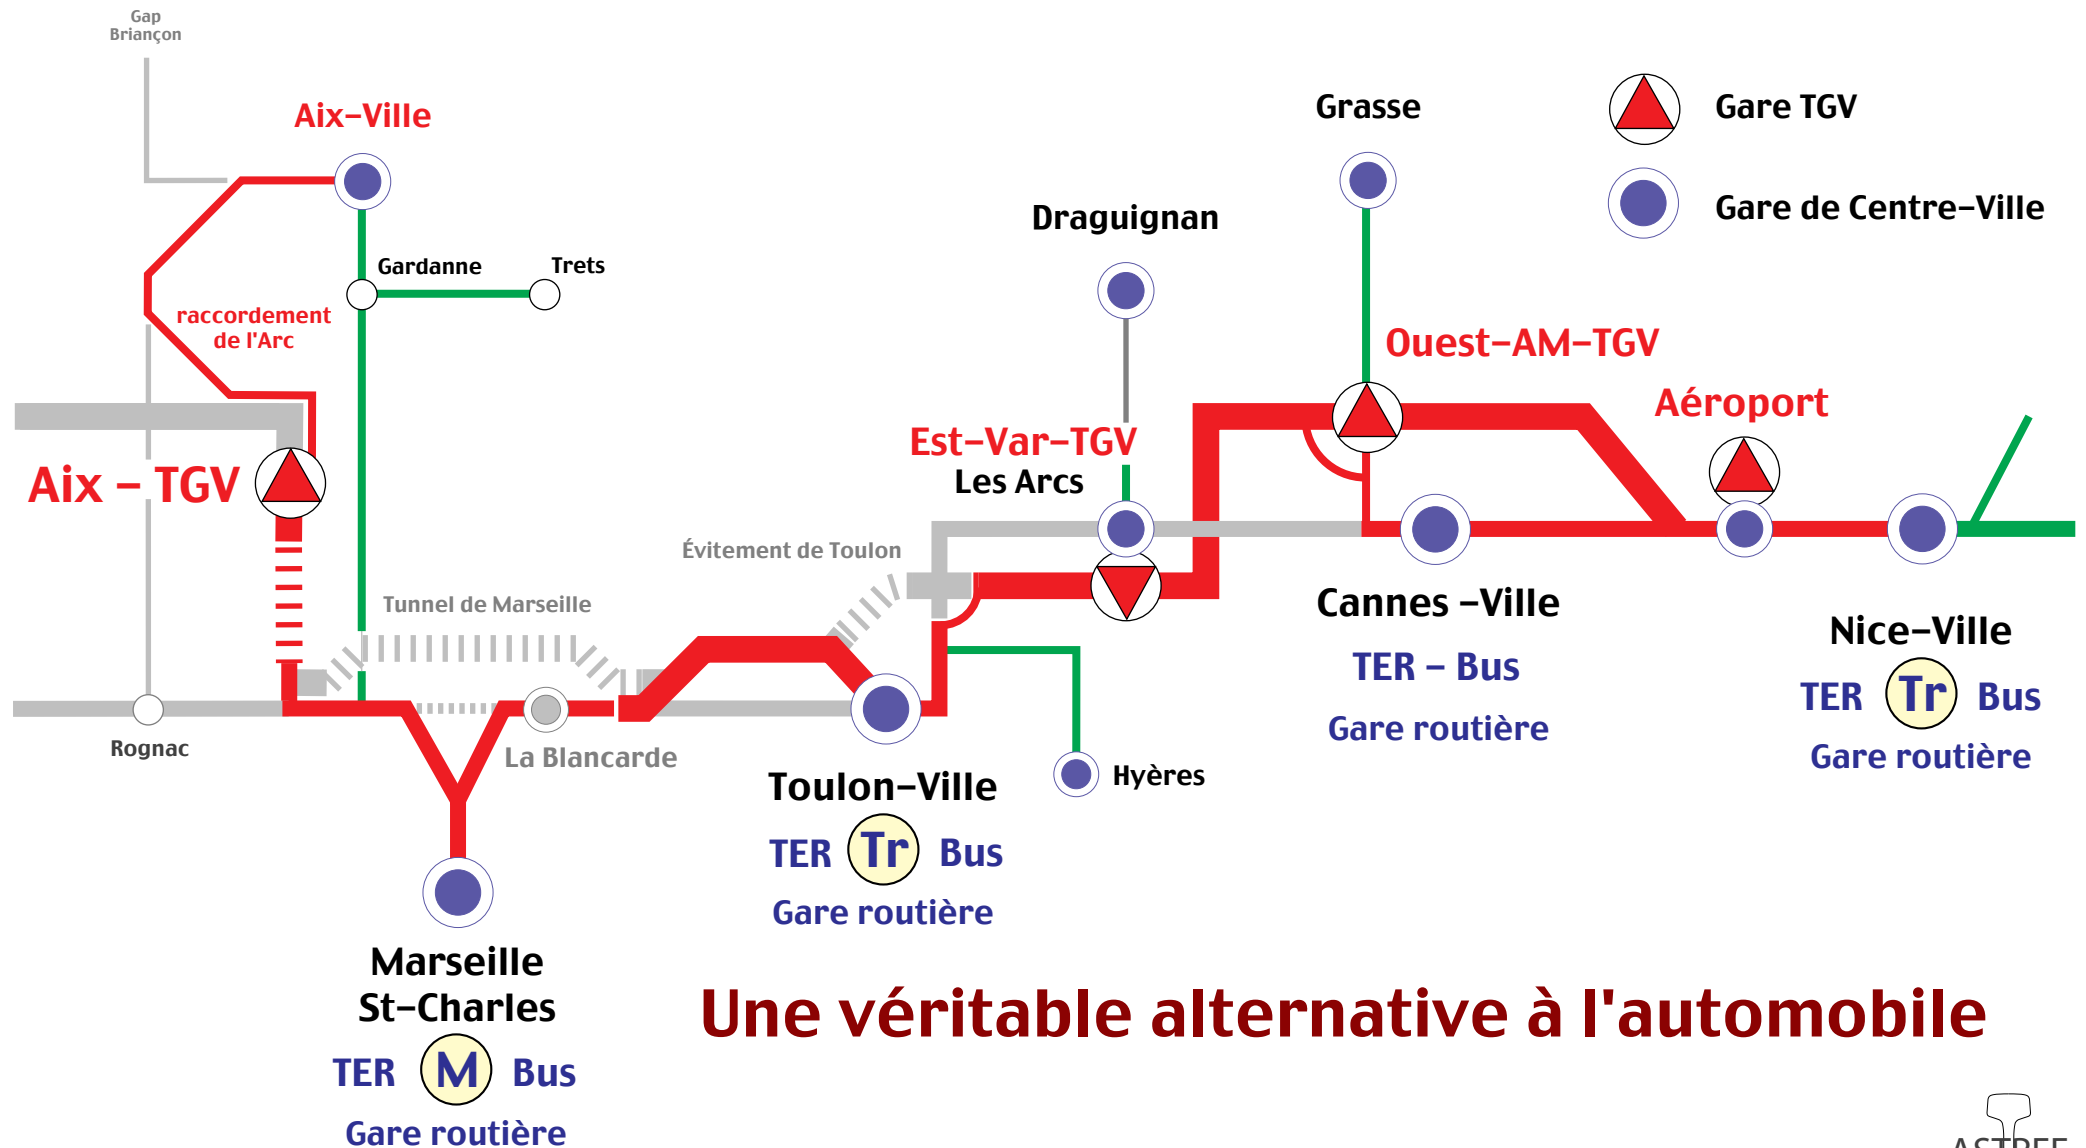 Gap
Briançon
Aix–Ville
Grasse
Gare TGV
Gare de Centre–Ville
Draguignan
Gardanne
Trets
raccordement
de l'Arc
Ouest–AM–TGV
Aéroport
Est–Var–TGV
Les Arcs
Aix – TGV
Évitement de Toulon
Tunnel de Marseille
Cannes –Ville
TER – Bus
Gare routière
Nice–Ville
TER Tr Bus
Gare routière
Rognac
La Blancarde
Toulon–Ville
TER Tr Bus
Gare routière
Hyères
Marseille
St–Charles
TER M Bus
Gare routière
Une véritable alternative à l'automobile